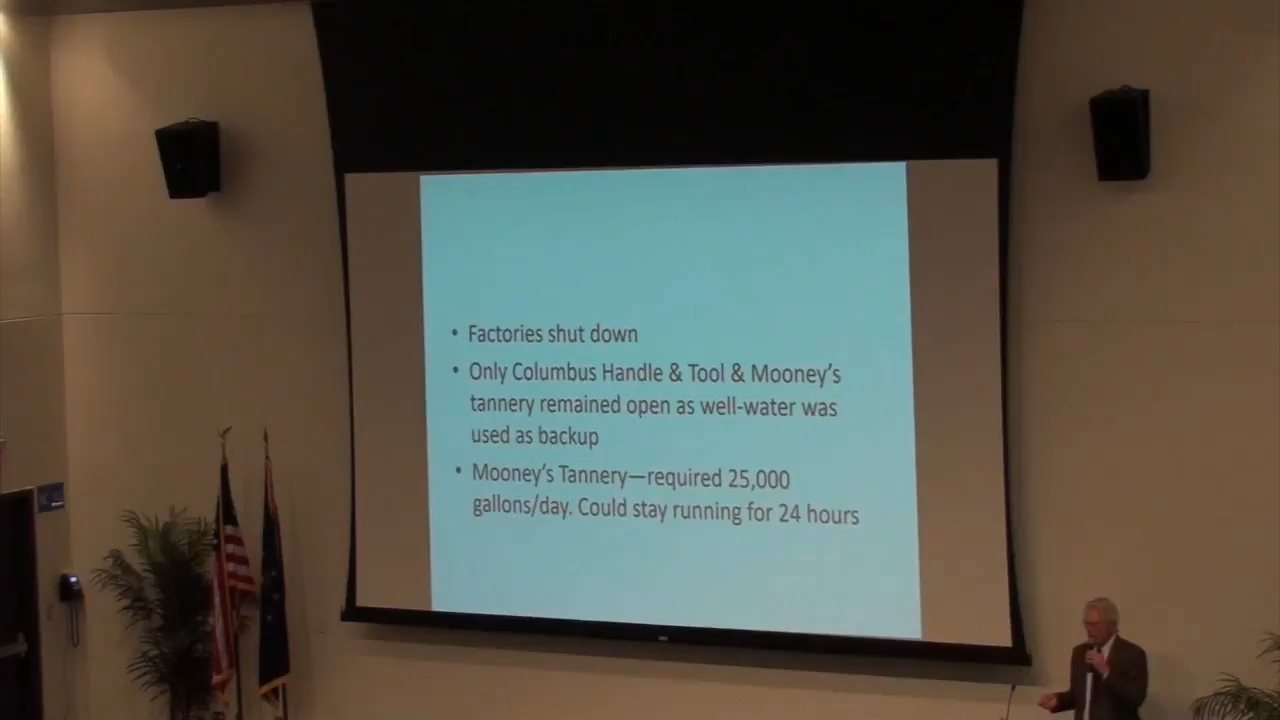 • Factories shut down
• Only Columbus Handle & Tool & Mooney's
tannery remained open as well-water was
used as backup
• Mooney's Tannery—required 25,000
gallons/day. Could stay running for 24 hours